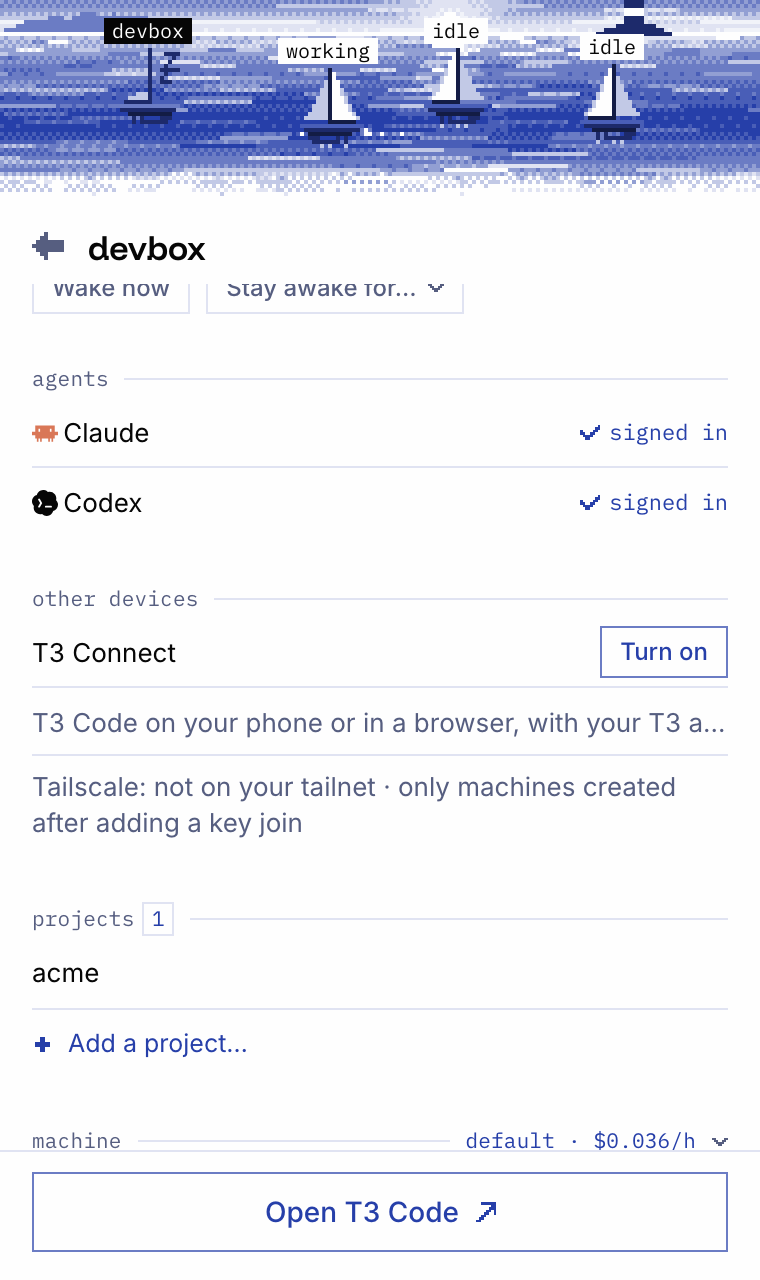 devbox
working
idle
idle
devbox
Wake now
Stay awake for...
agents
Claude
signed in
Codex
signed in
other devices
T3 Connect
Turn on
T3 Code on your phone or in a browser, with your T3 a...
Tailscale: not on your tailnet · only machines created
after adding a key join
projects 1
acme
Add a project...
machine
default · $0.036/h
Open T3 Code